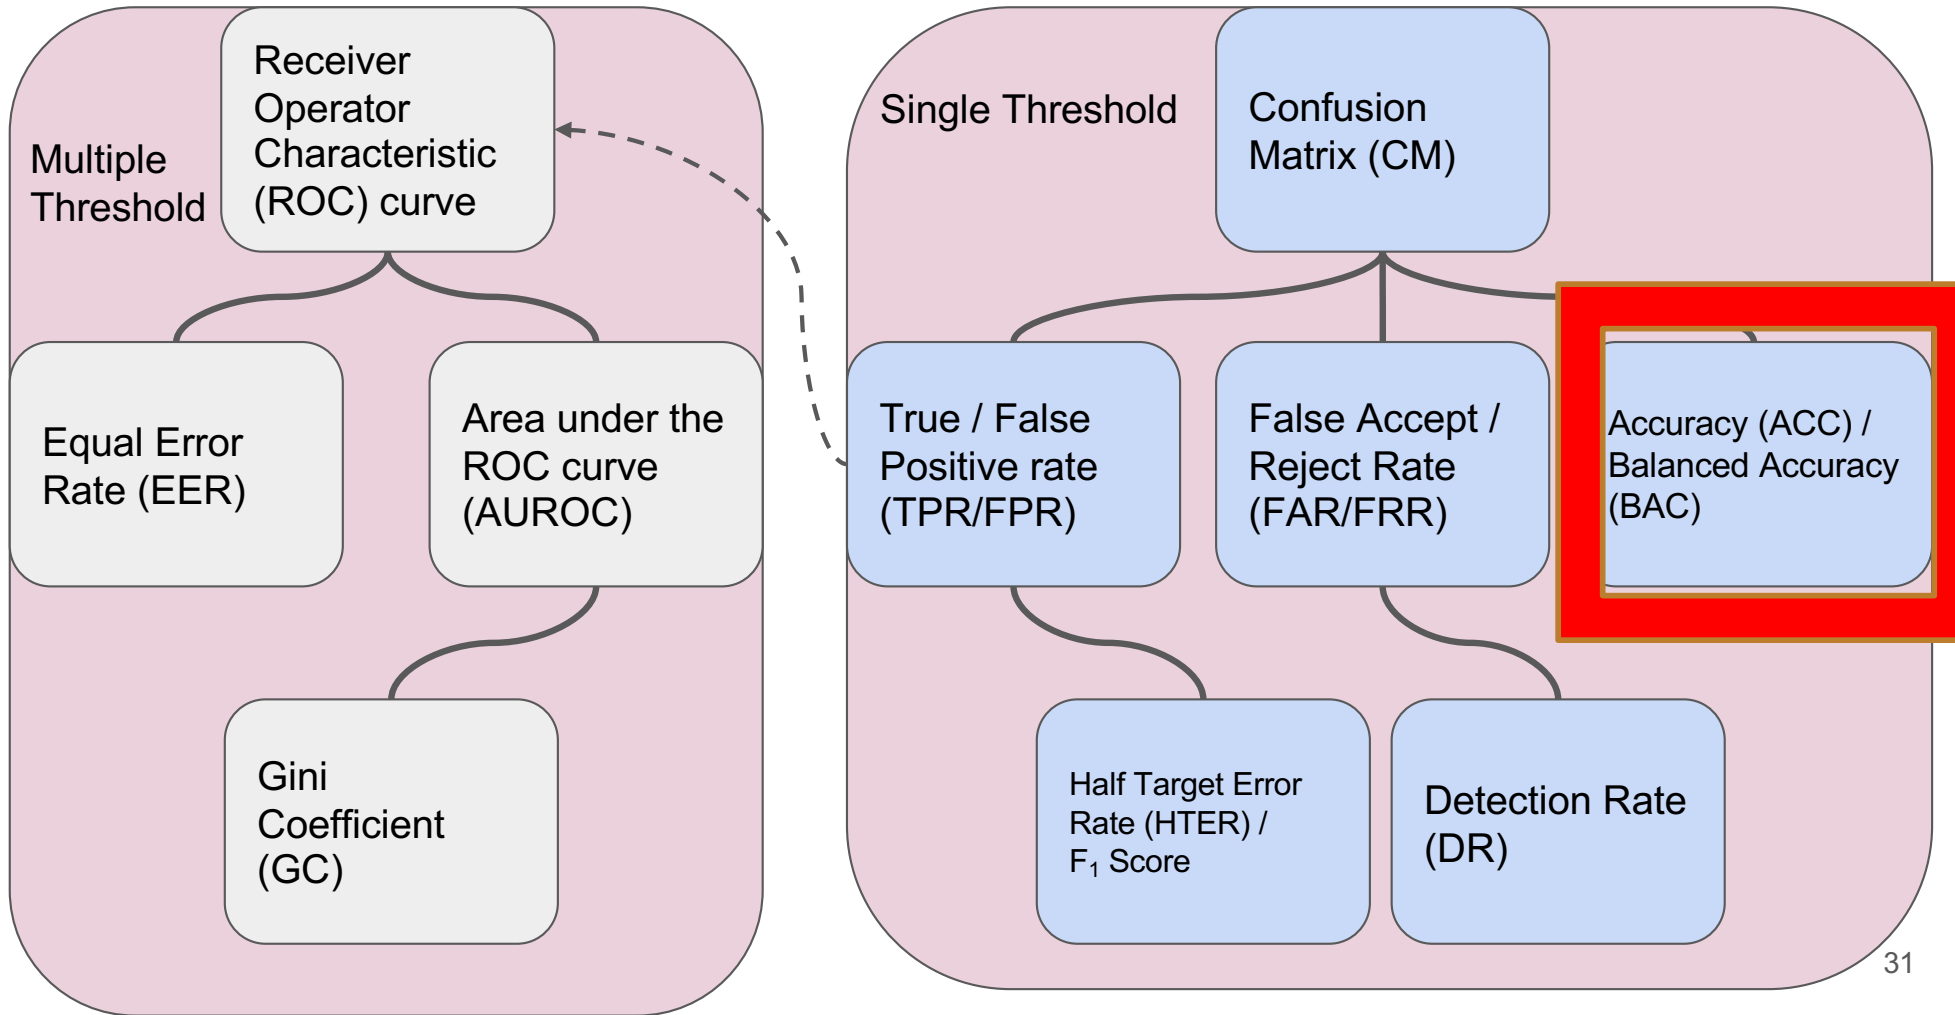 Multiple
Threshold
Receiver
Operator
Characteristic
(ROC) curve
Equal Error
Rate (EER)
Area under the
ROC curve
(AUROC)
Gini
Coefficient
(GC)
Single Threshold
Confusion
Matrix (CM)
True / False
Positive rate
(TPR/FPR)
False Accept /
Reject Rate
(FAR/FRR)
Accuracy (ACC) /
Balanced Accuracy
(BAC)
Half Target Error
Rate (HTER) /
F₁ Score
Detection Rate
(DR)
31